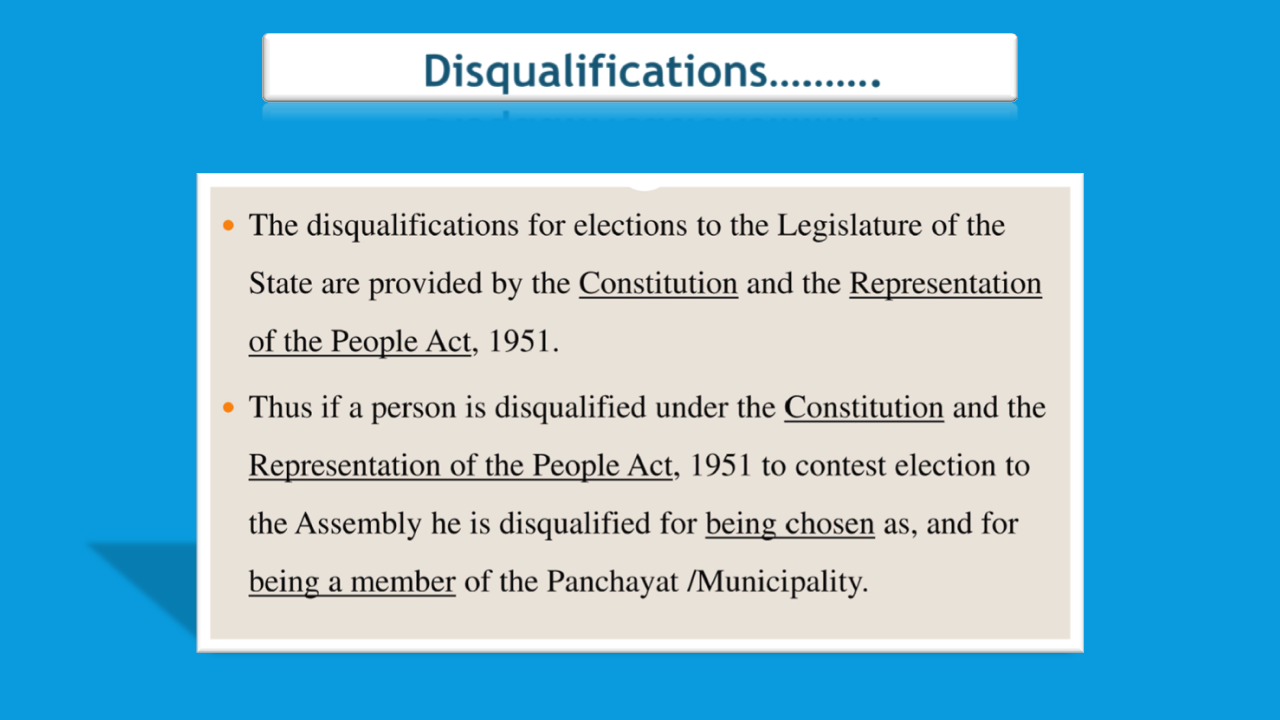 Disqualifications..........
• The disqualifications for elections to the Legislature of the
State are provided by the Constitution and the Representation
of the People Act, 1951.
• Thus if a person is disqualified under the Constitution and the
Representation of the People Act, 1951 to contest election to
the Assembly he is disqualified for being chosen as, and for
being a member of the Panchayat /Municipality.